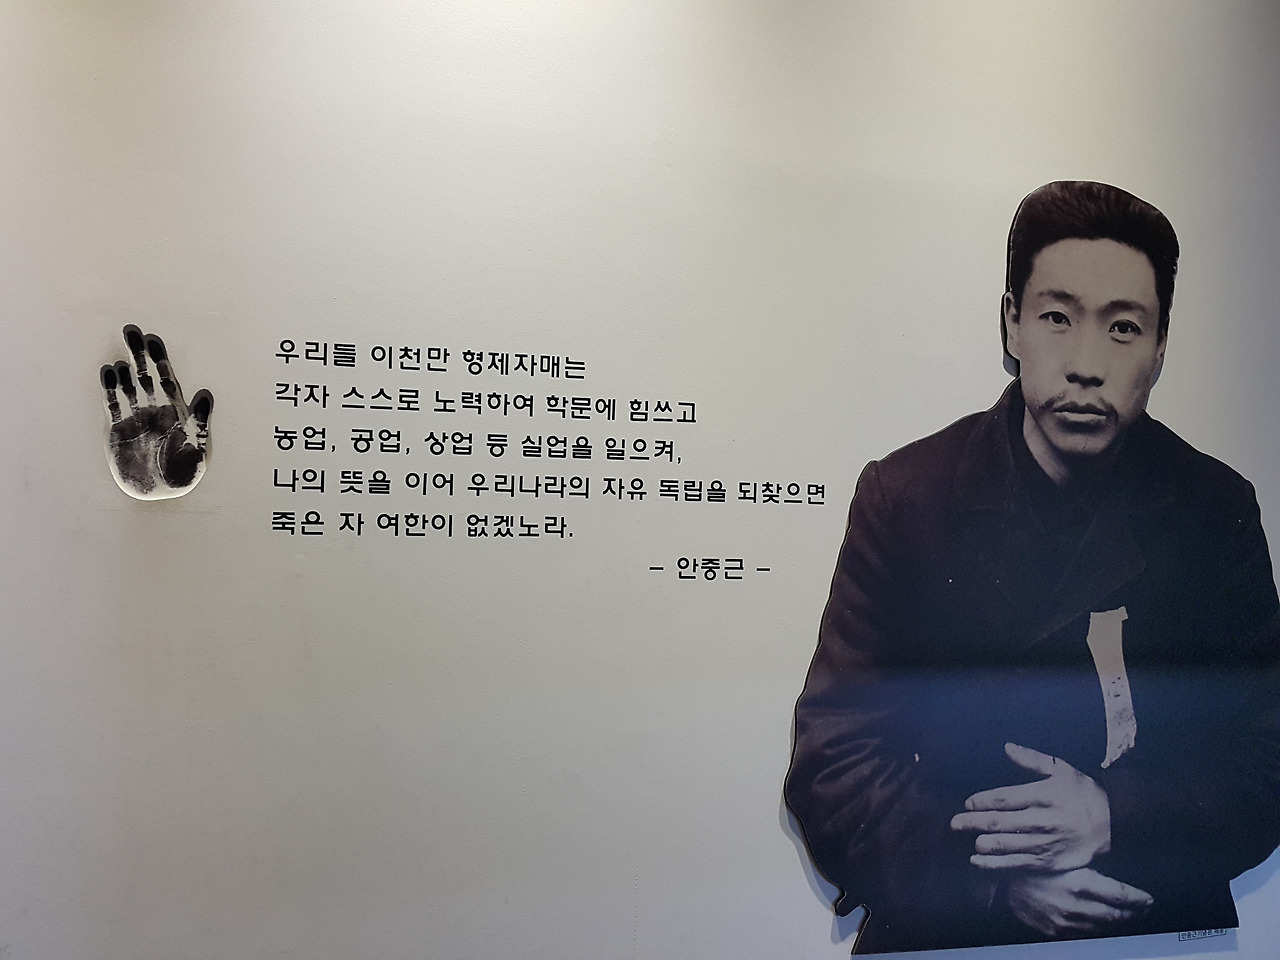 우리들 이천만 형제자매는
각자 스스로 노력하여 학문에 힘쓰고
농업, 공업, 상업 등 실업을 일으켜,
나의 뜻을 이어 우리나라의 자유 독립을 되찾으면
죽은 자 여한이 없겠노라.
– 안중근 –